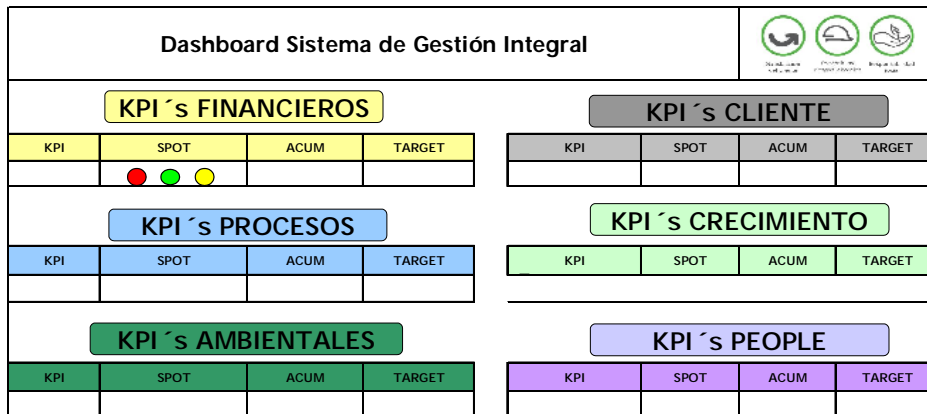 Dashboard Sistema de Gestión Integral
KPI ´s FINANCIEROS
KPI SPOT ACUM TARGET
KPI ´s CLIENTE
KPI SPOT ACUM TARGET
KPI ´s PROCESOS
KPI SPOT ACUM TARGET
KPI ´s CRECIMIENTO
KPI SPOT ACUM TARGET
KPI ´s AMBIENTALES
KPI SPOT ACUM TARGET
KPI ´s PEOPLE
KPI SPOT ACUM TARGET